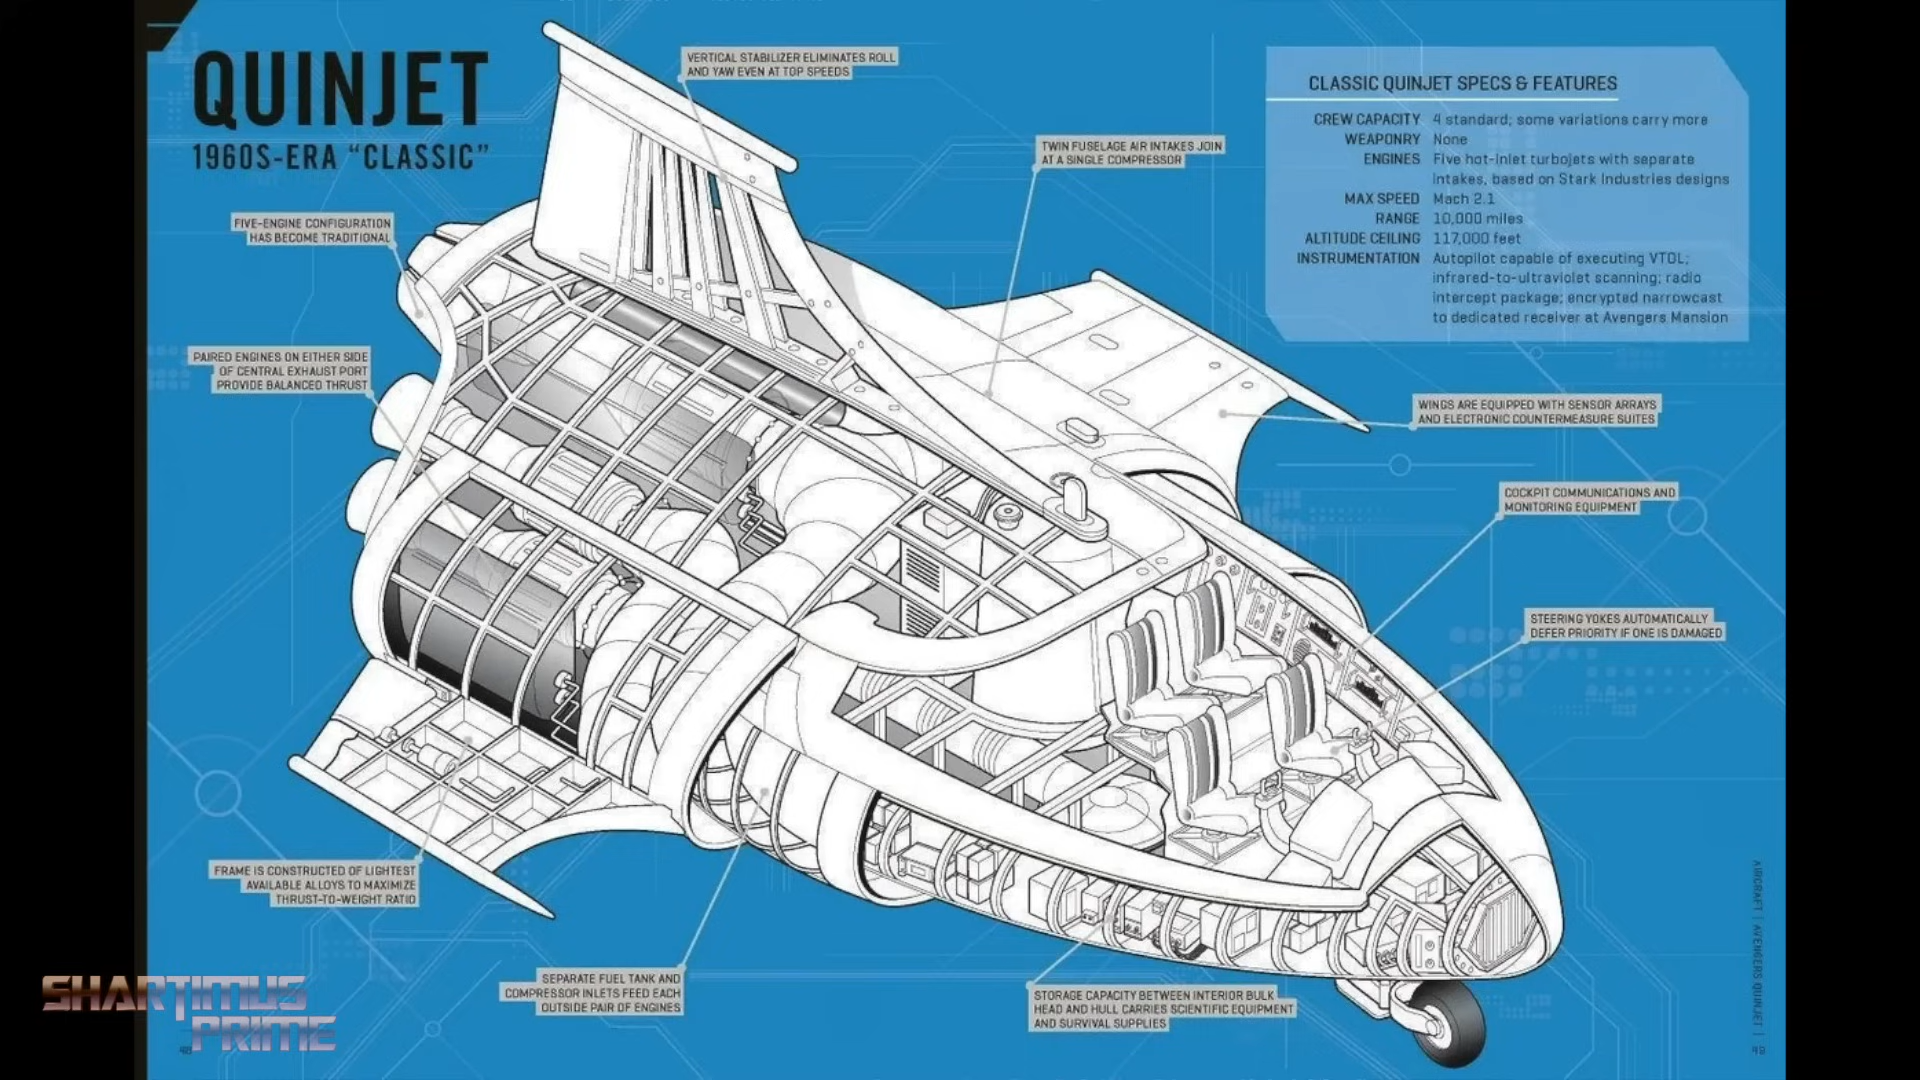 QUINJET
1960S-ERA “CLASSIC”
VERTICAL STABILIZER ELIMINATES ROLL
AND YAW EVEN AT TOP SPEEDS
TWIN FUSELAGE AIR INTAKES JOIN
AT A SINGLE COMPRESSOR
CLASSIC QUINJET SPECS & FEATURES
CREW CAPACITY 4 standard; some variations carry more
WEAPONRY None
ENGINES Five hot-inlet turbojets with separate
intakes, based on Stark Industries designs
MAX SPEED Mach 2.1
RANGE 10,000 miles
ALTITUDE CEILING 117,000 feet
INSTRUMENTATION Autopilot capable of executing VTOL;
infrared-to-ultraviolet scanning; radio
intercept package; encrypted narrowcast
to dedicated receiver at Avengers Mansion
FIVE-ENGINE CONFIGURATION
HAS BECOME TRADITIONAL
PAIRED ENGINES ON EITHER SIDE
OF CENTRAL EXHAUST PORT
PROVIDE BALANCED THRUST
WINGS ARE EQUIPPED WITH SENSOR ARRAYS
AND ELECTRONIC COUNTERMEASURE SUITES
COCKPIT COMMUNICATIONS AND
MONITORING EQUIPMENT
STEERING YOKES AUTOMATICALLY
DEFER PRIORITY IF ONE IS DAMAGED
FRAME IS CONSTRUCTED OF LIGHTEST
AVAILABLE ALLOYS TO MAXIMIZE
THRUST-TO-WEIGHT RATIO
SEPARATE FUEL TANK AND
COMPRESSOR INLETS FEED EACH
OUTSIDE PAIR OF ENGINES
STORAGE CAPACITY BETWEEN INTERIOR BULK
HEAD AND HULL CARRIES SCIENTIFIC EQUIPMENT
AND SURVIVAL SUPPLIES
AIRCRAFT | AVENGERS QUINJET |
49
SHARTIMUS
PRIME